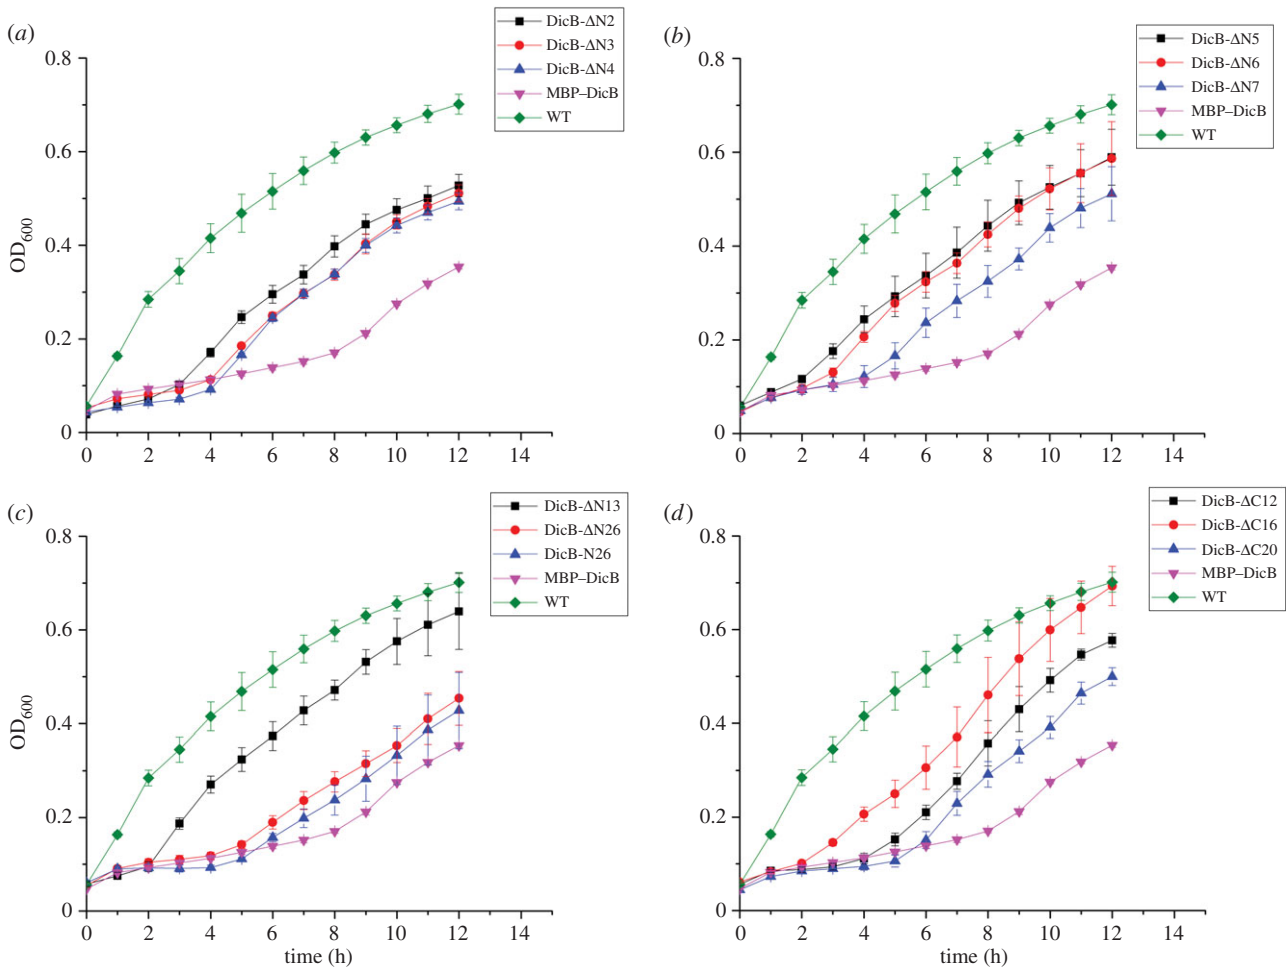 (a)
DicB-ΔN2
DicB-ΔN3
DicB-ΔN4
MBP–DicB
WT
0.8
0.6
0.4
0.2
0
OD600
0 2 4 6 8 10 12 14
(b)
DicB-ΔN5
DicB-ΔN6
DicB-ΔN7
MBP–DicB
WT
0.8
0.6
0.4
0.2
0
0 2 4 6 8 10 12 14
(c)
DicB-ΔN13
DicB-ΔN26
DicB-N26
MBP–DicB
WT
0.8
0.6
0.4
0.2
0
OD600
0 2 4 6 8 10 12 14
time (h)
(d)
DicB-ΔC12
DicB-ΔC16
DicB-ΔC20
MBP–DicB
WT
0.8
0.6
0.4
0.2
0
0 2 4 6 8 10 12 14
time (h)